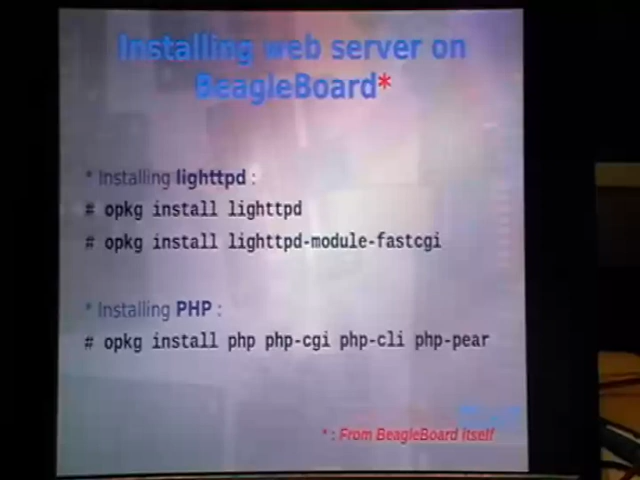 Installing web server on
BeagleBoard*
* Installing lighttpd :
# opkg install lighttpd
# opkg install lighttpd-module-fastcgi
* Installing PHP :
# opkg install php php-cgi php-cli php-pear
* : From BeagleBoard itself